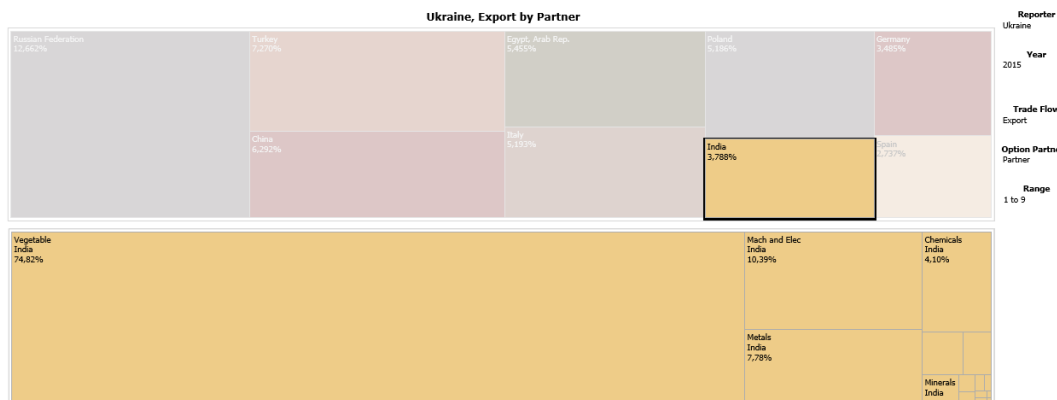 Ukraine, Export by Partner
Russian Federation
12,662%
Turkey
7,270%
China
6,292%
Egypt, Arab Rep.
5,455%
Italy
5,193%
Poland
5,186%
India
3,788%
Germany
3,485%
Spain
2,737%
Reporter
Ukraine
Year
2015
Trade Flow
Export
Option Partne
Partner
Range
1 to 9
Vegetable
India
74,82%
Mach and Elec
India
10,39%
Metals
India
7,78%
Chemicals
India
4,10%
Minerals
India